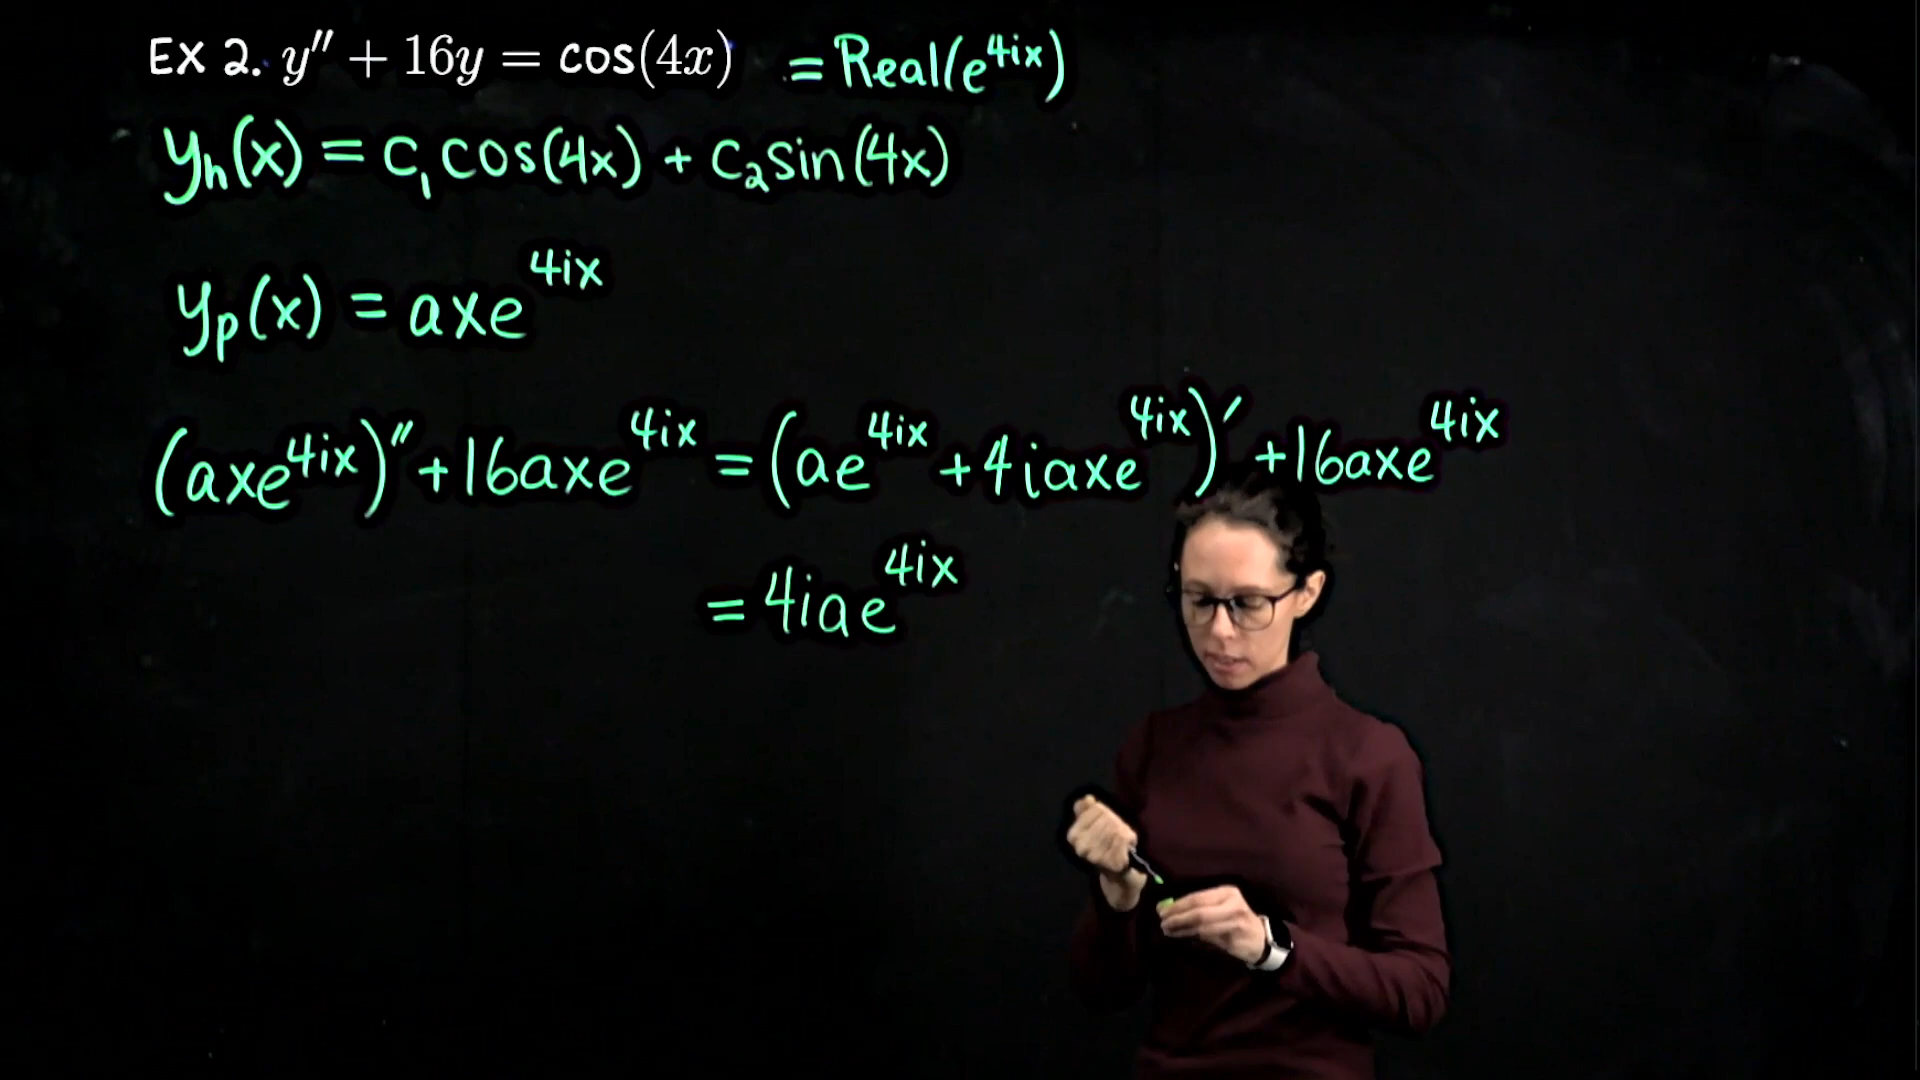 EX 2. y″ + 16y = cos(4x) = Real(e^{4ix})
y_h(x) = c_1 cos(4x) + c_2 sin(4x)
y_p(x) = axe^{4ix}
(axe^{4ix})″ + 16axe^{4ix} = (ae^{4ix} + 4iaxe^{4ix})′ + 16axe^{4ix}
= 4iae^{4ix}